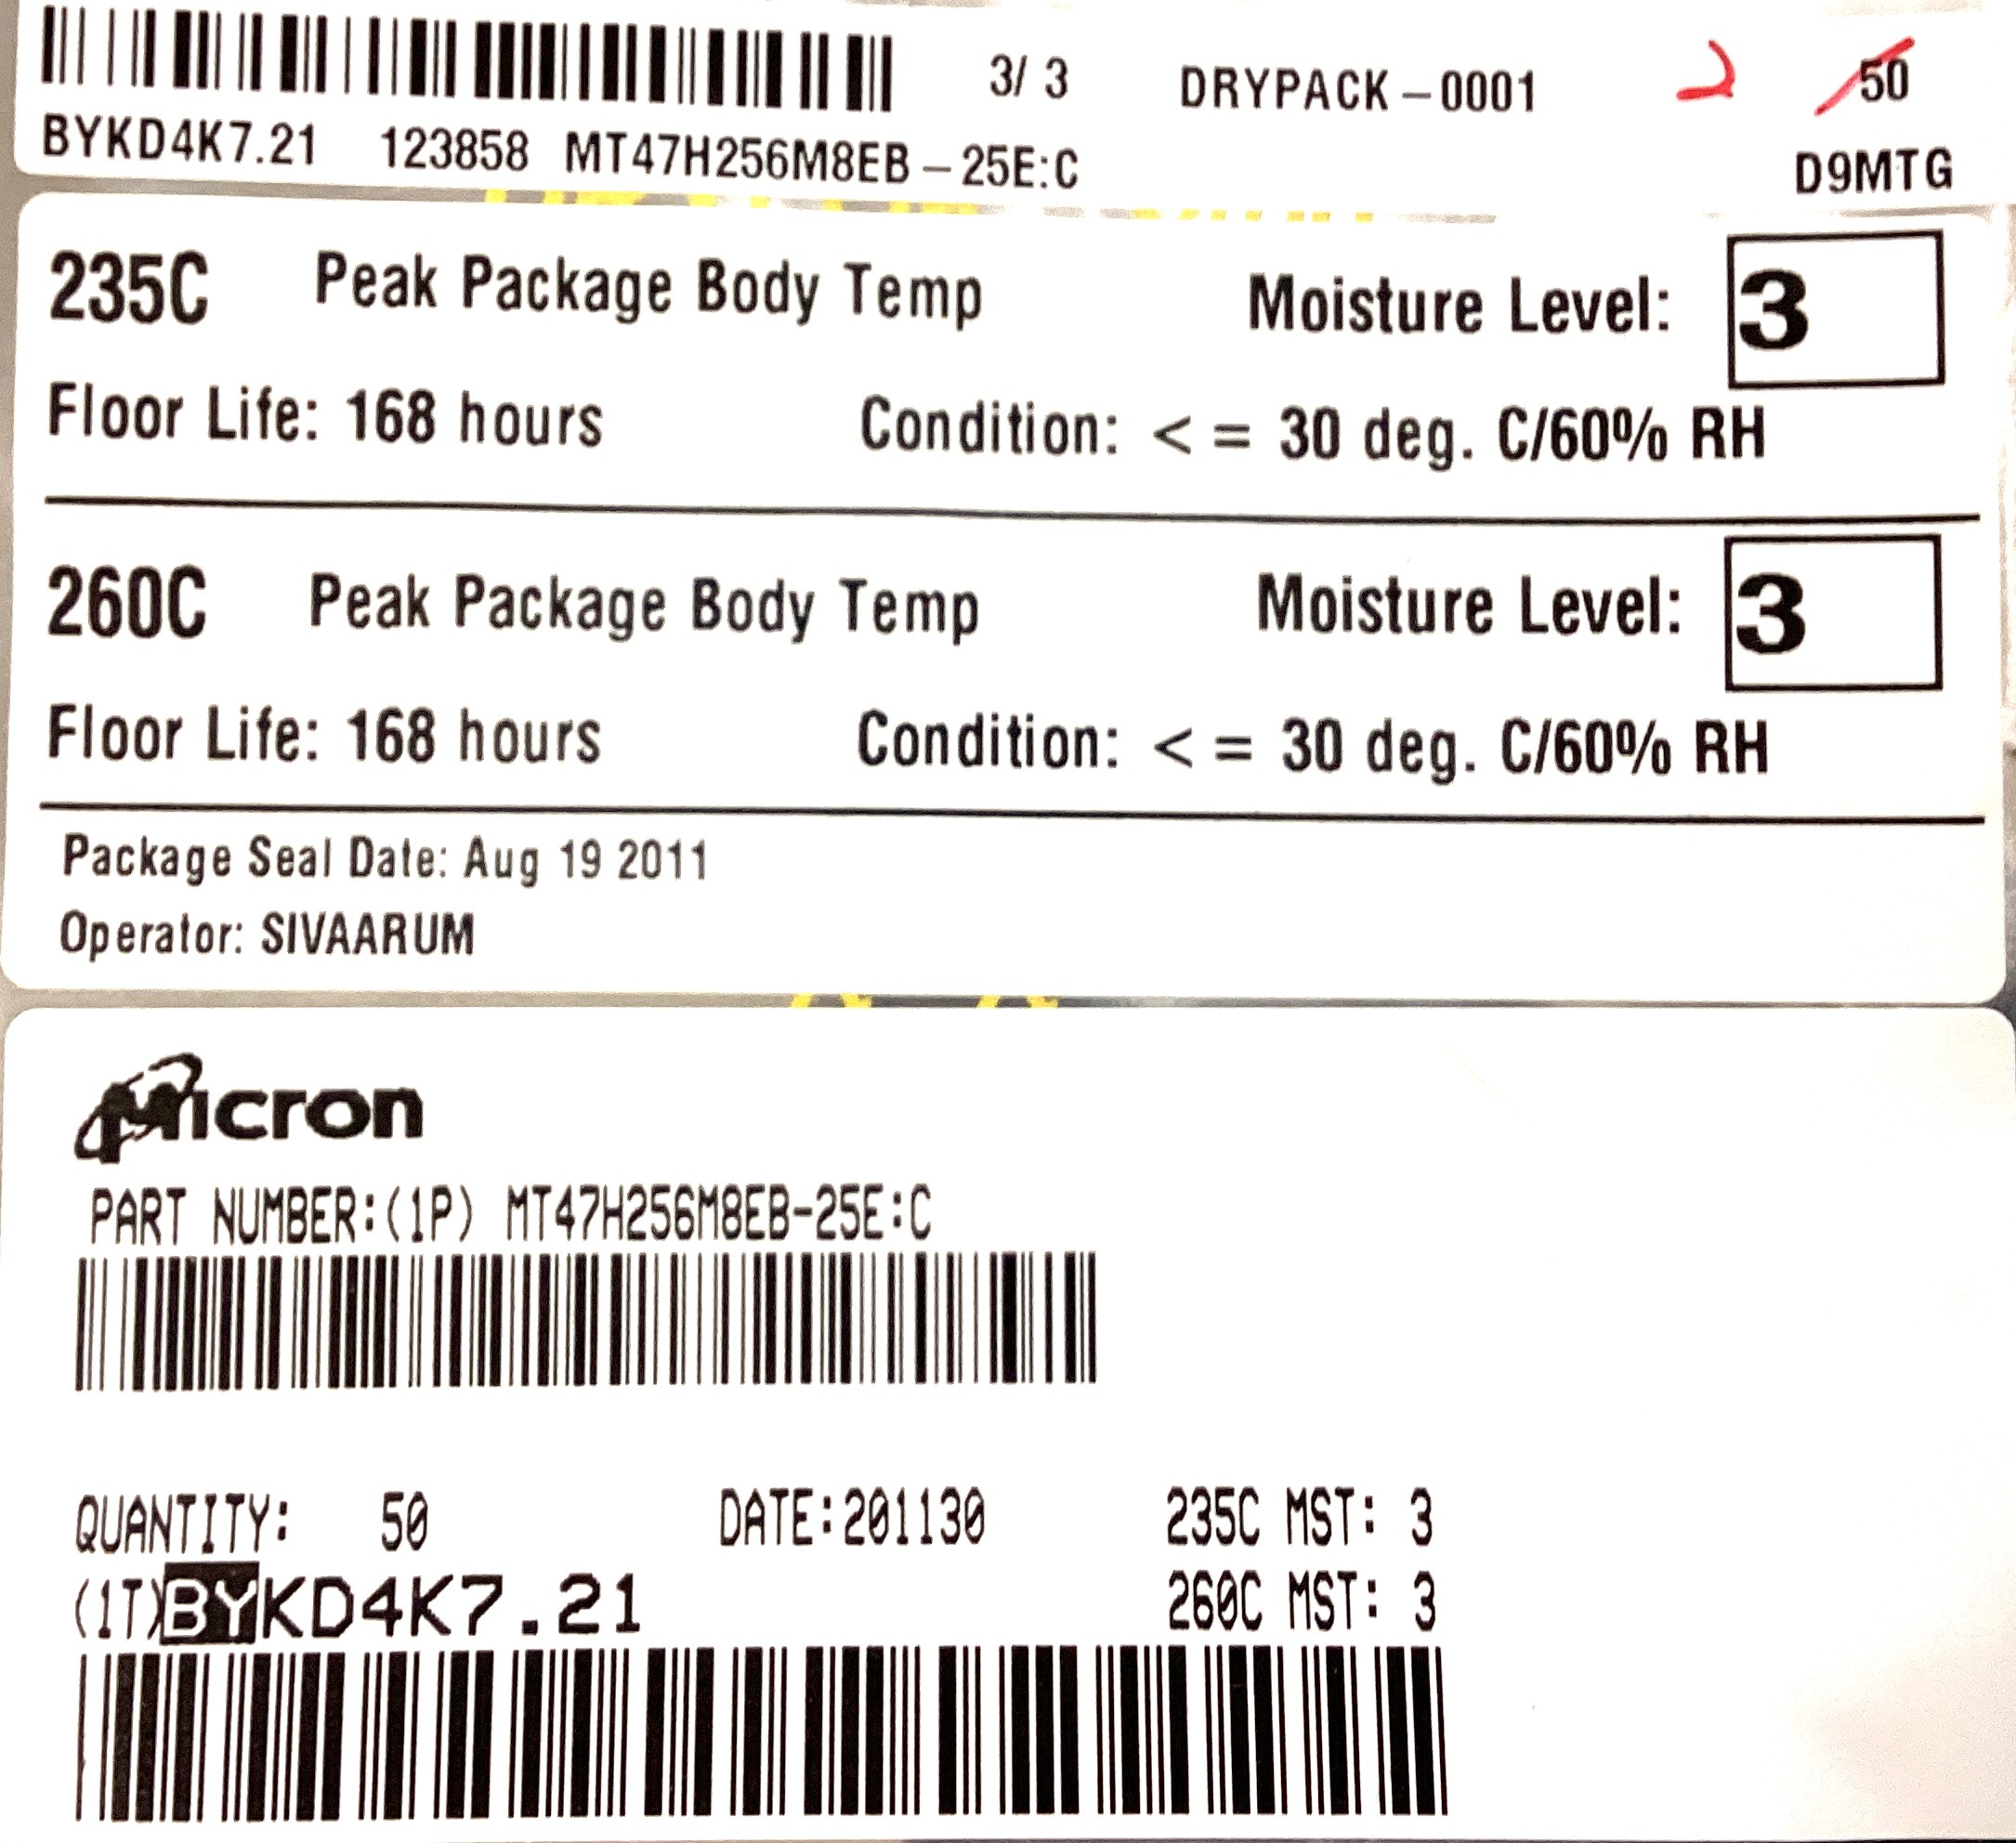 3/ 3 DRYPACK-0001 2 50
BYKD4K7.21 123858 MT47H256M8EB-25E:C D9MTG
235C Peak Package Body Temp Moisture Level: 3
Floor Life: 168 hours Condition: <= 30 deg. C/60% RH
260C Peak Package Body Temp Moisture Level: 3
Floor Life: 168 hours Condition: <= 30 deg. C/60% RH
Package Seal Date: Aug 19 2011
Operator: SIVAARUM
Micron
PART NUMBER:(1P) MT47H256M8EB-25E:C
QUANTITY: 50 DATE:201130 235C MST: 3
(1T)BYKD4K7.21 260C MST: 3